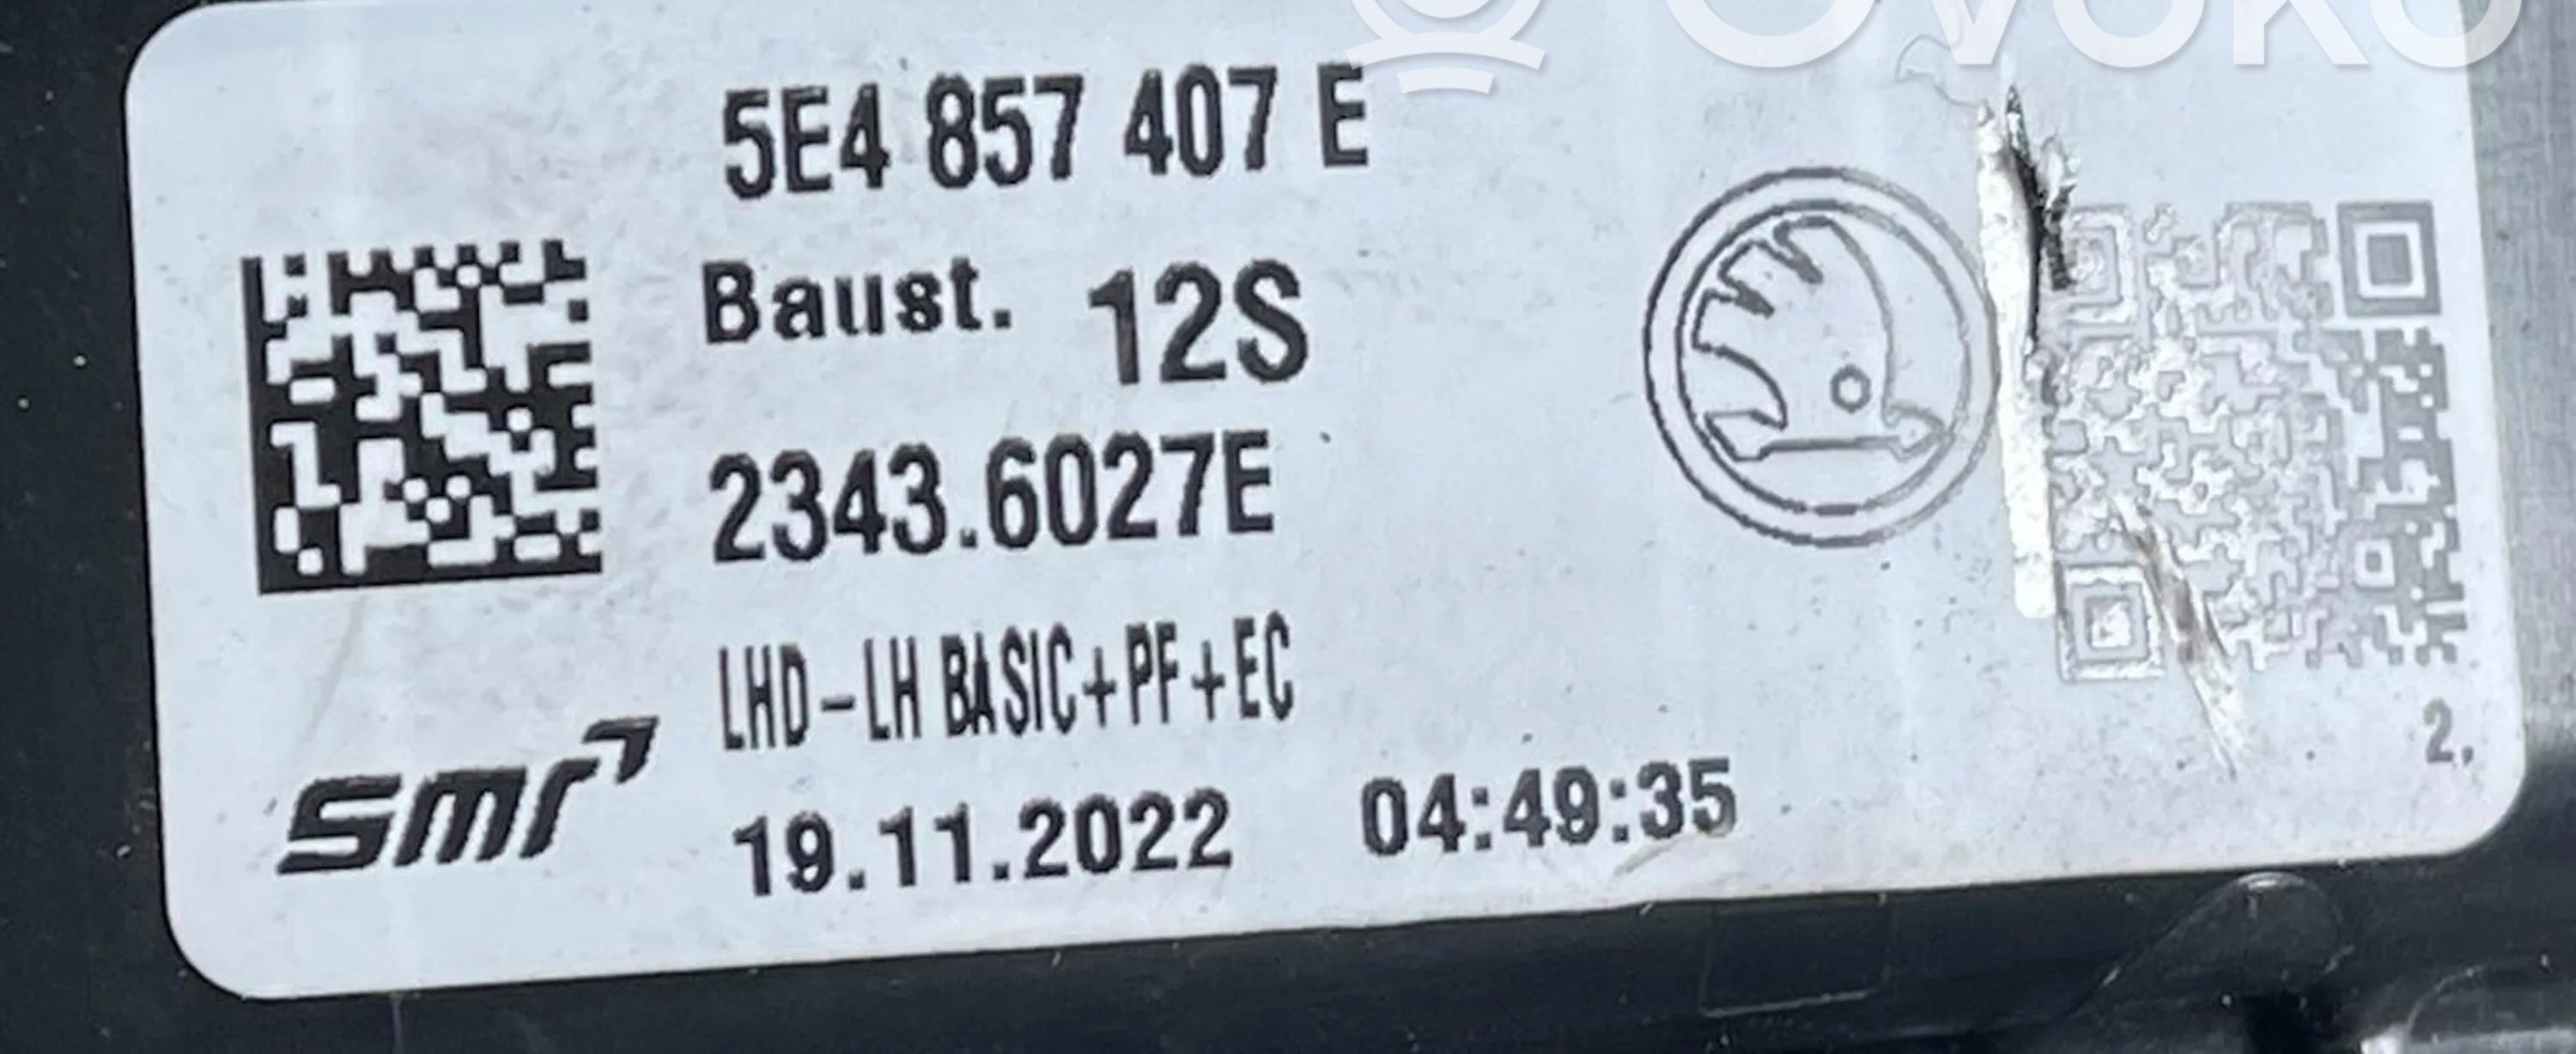 OVOKO
5E4 857 407 E
Baust. 12S
2343.6027E
LHD-LH BASIC+PF+EC
smr
19.11.2022 04:49:35
2.